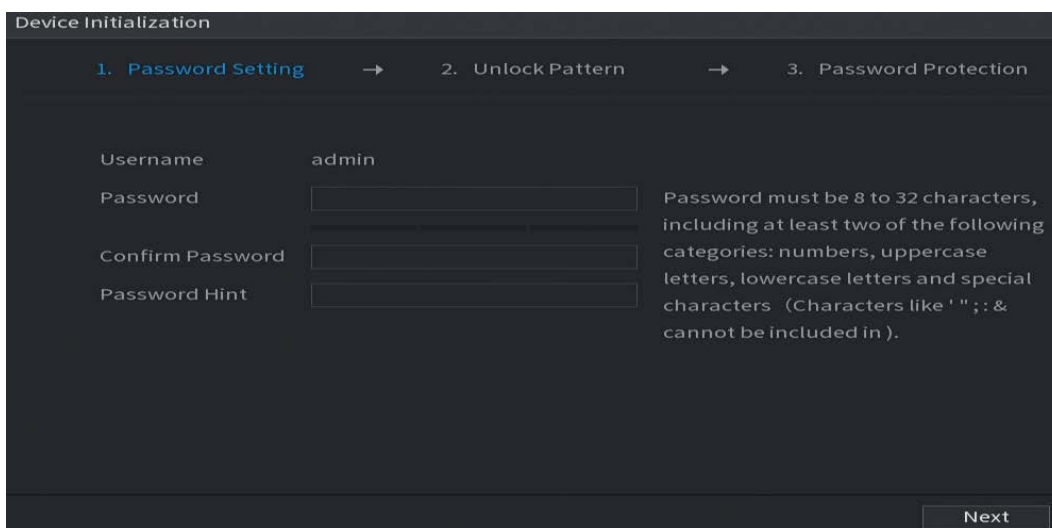 Device Initialization
1. Password Setting → 2. Unlock Pattern → 3. Password Protection
Username admin
Password
Confirm Password
Password Hint
Password must be 8 to 32 characters,
including at least two of the following
categories: numbers, uppercase
letters, lowercase letters and special
characters (Characters like ' " ; : &
cannot be included in ).
Next